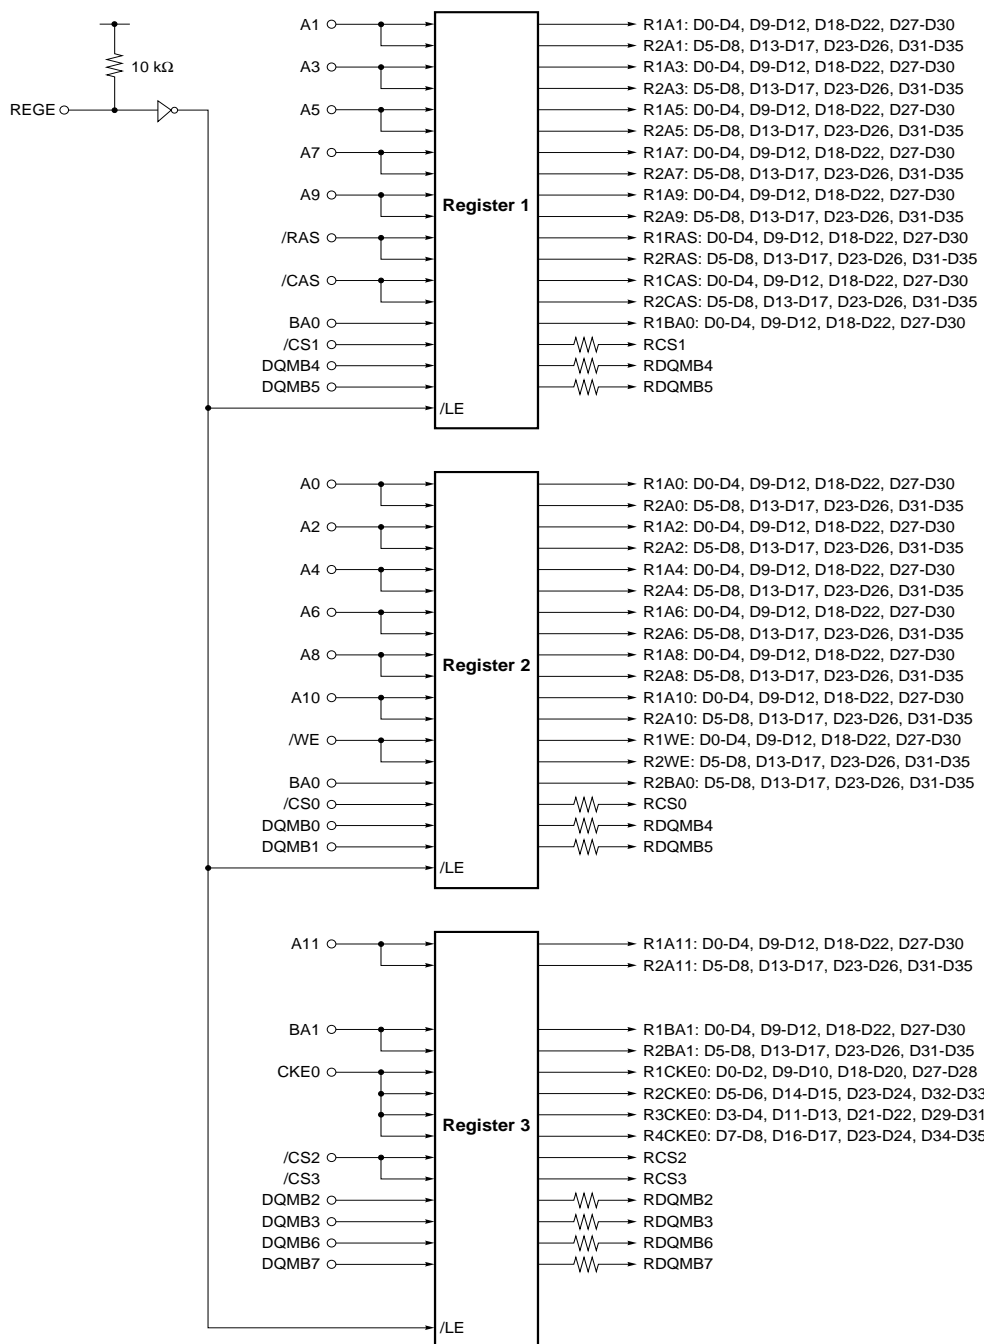 A1 R1A1: D0-D4, D9-D12, D18-D22, D27-D30
R2A1: D5-D8, D13-D17, D23-D26, D31-D35
10 kΩ A3 R1A3: D0-D4, D9-D12, D18-D22, D27-D30
R2A3: D5-D8, D13-D17, D23-D26, D31-D35
REGE A5 R1A5: D0-D4, D9-D12, D18-D22, D27-D30
R2A5: D5-D8, D13-D17, D23-D26, D31-D35
A7 R1A7: D0-D4, D9-D12, D18-D22, D27-D30
R2A7: D5-D8, D13-D17, D23-D26, D31-D35
A9 R1A9: D0-D4, D9-D12, D18-D22, D27-D30
Register 1
R2A9: D5-D8, D13-D17, D23-D26, D31-D35
/RAS R1RAS: D0-D4, D9-D12, D18-D22, D27-D30
R2RAS: D5-D8, D13-D17, D23-D26, D31-D35
/CAS R1CAS: D0-D4, D9-D12, D18-D22, D27-D30
R2CAS: D5-D8, D13-D17, D23-D26, D31-D35
BA0 R1BA0: D0-D4, D9-D12, D18-D22, D27-D30
/CS1 RCS1
DQMB4 RDQMB4
DQMB5 RDQMB5
/LE
A0 R1A0: D0-D4, D9-D12, D18-D22, D27-D30
R2A0: D5-D8, D13-D17, D23-D26, D31-D35
A2 R1A2: D0-D4, D9-D12, D18-D22, D27-D30
R2A2: D5-D8, D13-D17, D23-D26, D31-D35
A4 R1A4: D0-D4, D9-D12, D18-D22, D27-D30
R2A4: D5-D8, D13-D17, D23-D26, D31-D35
A6 R1A6: D0-D4, D9-D12, D18-D22, D27-D30
R2A6: D5-D8, D13-D17, D23-D26, D31-D35
A8 R1A8: D0-D4, D9-D12, D18-D22, D27-D30
Register 2
R2A8: D5-D8, D13-D17, D23-D26, D31-D35
A10 R1A10: D0-D4, D9-D12, D18-D22, D27-D30
R2A10: D5-D8, D13-D17, D23-D26, D31-D35
/WE R1WE: D0-D4, D9-D12, D18-D22, D27-D30
R2WE: D5-D8, D13-D17, D23-D26, D31-D35
BA0 R2BA0: D5-D8, D13-D17, D23-D26, D31-D35
/CS0 RCS0
DQMB0 RDQMB4
DQMB1 RDQMB5
/LE
A11 R1A11: D0-D4, D9-D12, D18-D22, D27-D30
R2A11: D5-D8, D13-D17, D23-D26, D31-D35
BA1 R1BA1: D0-D4, D9-D12, D18-D22, D27-D30
R2BA1: D5-D8, D13-D17, D23-D26, D31-D35
CKE0 R1CKE0: D0-D2, D9-D10, D18-D20, D27-D28
R2CKE0: D5-D6, D14-D15, D23-D24, D32-D33
R3CKE0: D3-D4, D11-D13, D21-D22, D29-D31
Register 3
R4CKE0: D7-D8, D16-D17, D23-D24, D34-D35
/CS2 RCS2
/CS3 RCS3
DQMB2 RDQMB2
DQMB3 RDQMB3
DQMB6 RDQMB6
DQMB7 RDQMB7
/LE